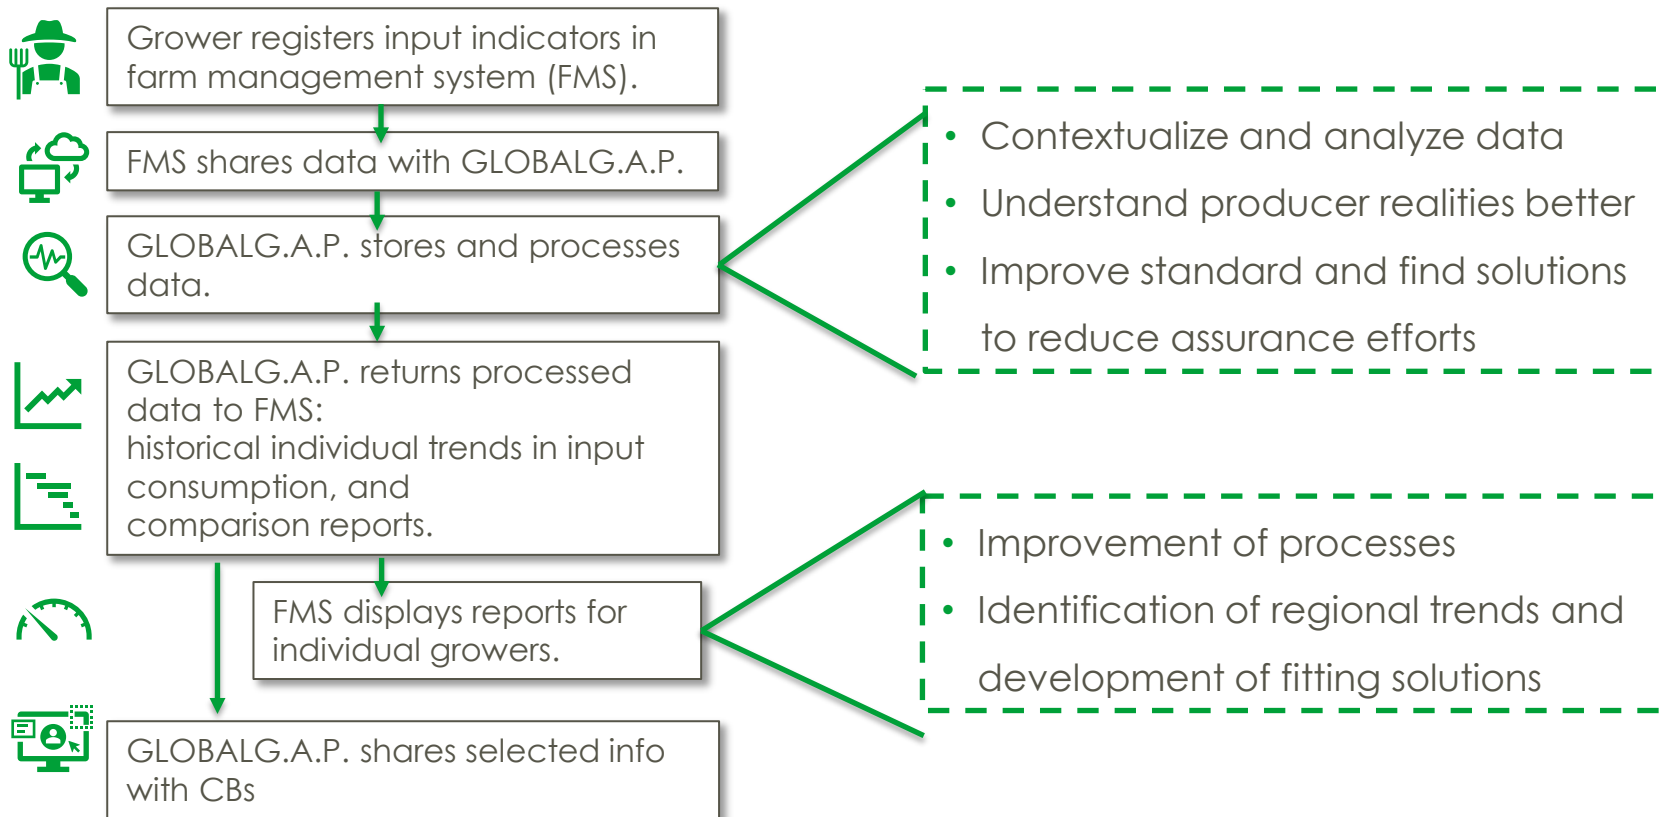 Grower registers input indicators in
farm management system (FMS).
FMS shares data with GLOBALG.A.P.
GLOBALG.A.P. stores and processes
data.
GLOBALG.A.P. returns processed
data to FMS:
historical individual trends in input
consumption, and
comparison reports.
FMS displays reports for
individual growers.
GLOBALG.A.P. shares selected info
with CBs
• Contextualize and analyze data
• Understand producer realities better
• Improve standard and find solutions
to reduce assurance efforts
• Improvement of processes
• Identification of regional trends and
development of fitting solutions